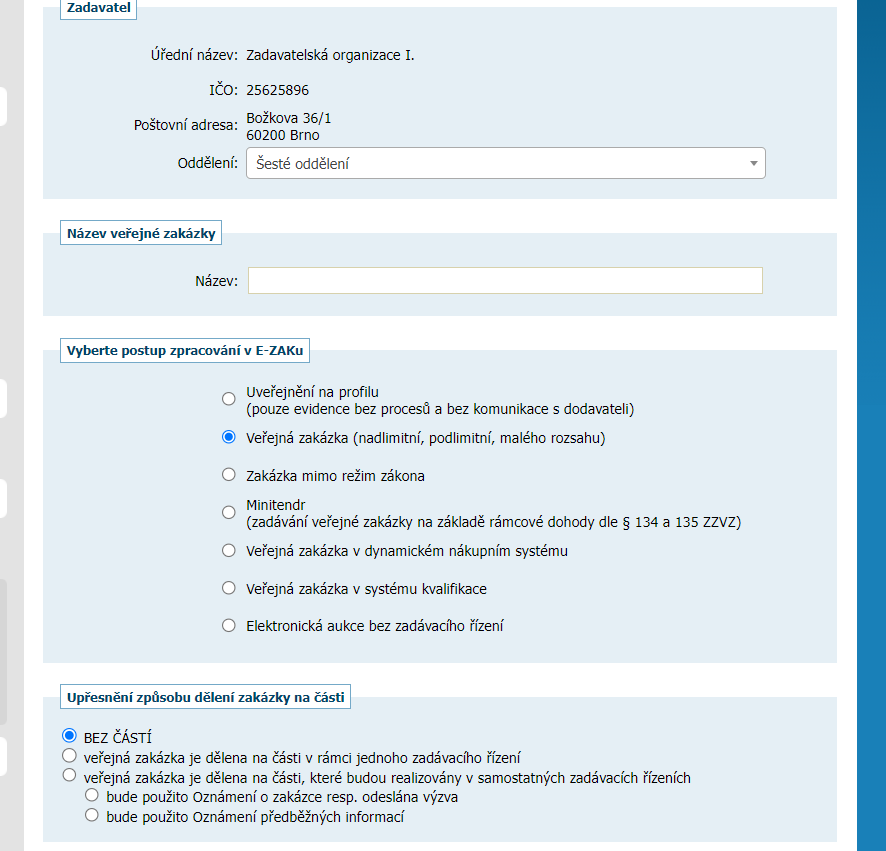 Zadavatel
Úřední název: Zadavatelská organizace I.
IČO: 25625896
Poštovní adresa: Božkova 36/1
60200 Brno
Oddělení: Šesté oddělení
Název veřejné zakázky
Název:
Vyberte postup zpracování v E-ZAKu
Uveřejnění na profilu
(pouze evidence bez procesů a bez komunikace s dodavateli)
Veřejná zakázka (nadlimitní, podlimitní, malého rozsahu)
Zakázka mimo režim zákona
Minitendr
(zadávání veřejné zakázky na základě rámcové dohody dle § 134 a 135 ZZVZ)
Veřejná zakázka v dynamickém nákupním systému
Veřejná zakázka v systému kvalifikace
Elektronická aukce bez zadávacího řízení
Upřesnění způsobu dělení zakázky na části
BEZ ČÁSTÍ
veřejná zakázka je dělena na části v rámci jednoho zadávacího řízení
veřejná zakázka je dělena na části, které budou realizovány v samostatných zadávacích řízeních
bude použito Oznámení o zakázce resp. odeslána výzva
bude použito Oznámení předběžných informací